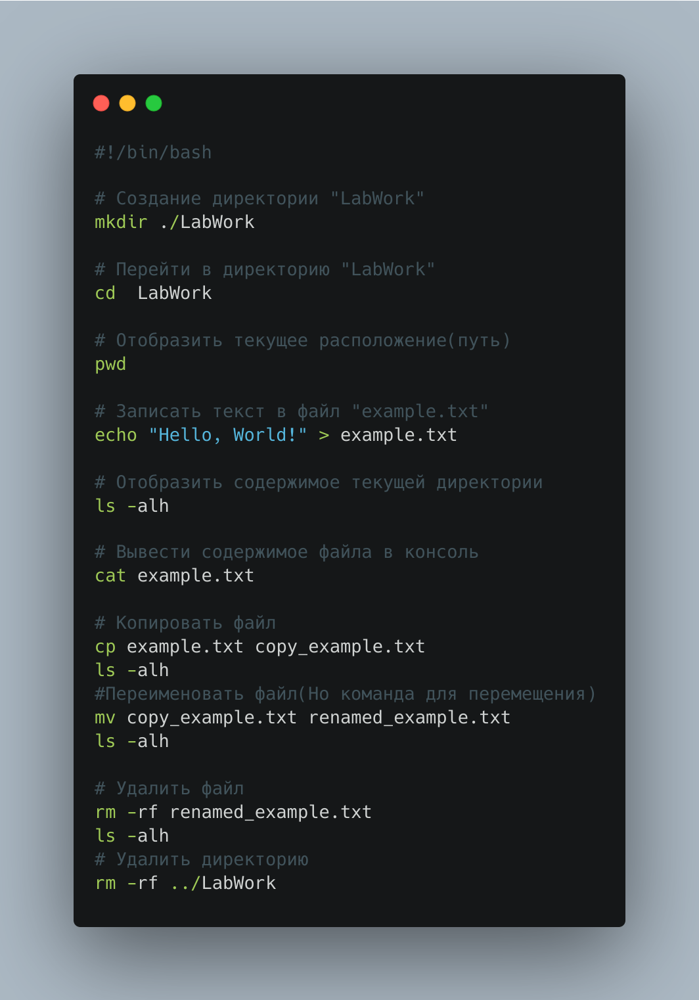 #!/bin/bash
# Создание директории "LabWork"
mkdir ./LabWork
# Перейти в директорию "LabWork"
cd  LabWork
# Отобразить текущее расположение(путь)
pwd
# Записать текст в файл "example.txt"
echo "Hello, World!" > example.txt
# Отобразить содержимое текущей директории
ls -alh
# Вывести содержимое файла в консоль
cat example.txt
# Копировать файл
cp example.txt copy_example.txt
ls -alh
#Переименовать файл(Но команда для перемещения)
mv copy_example.txt renamed_example.txt
ls -alh
# Удалить файл
rm -rf renamed_example.txt
ls -alh
# Удалить директорию
rm -rf ../LabWork